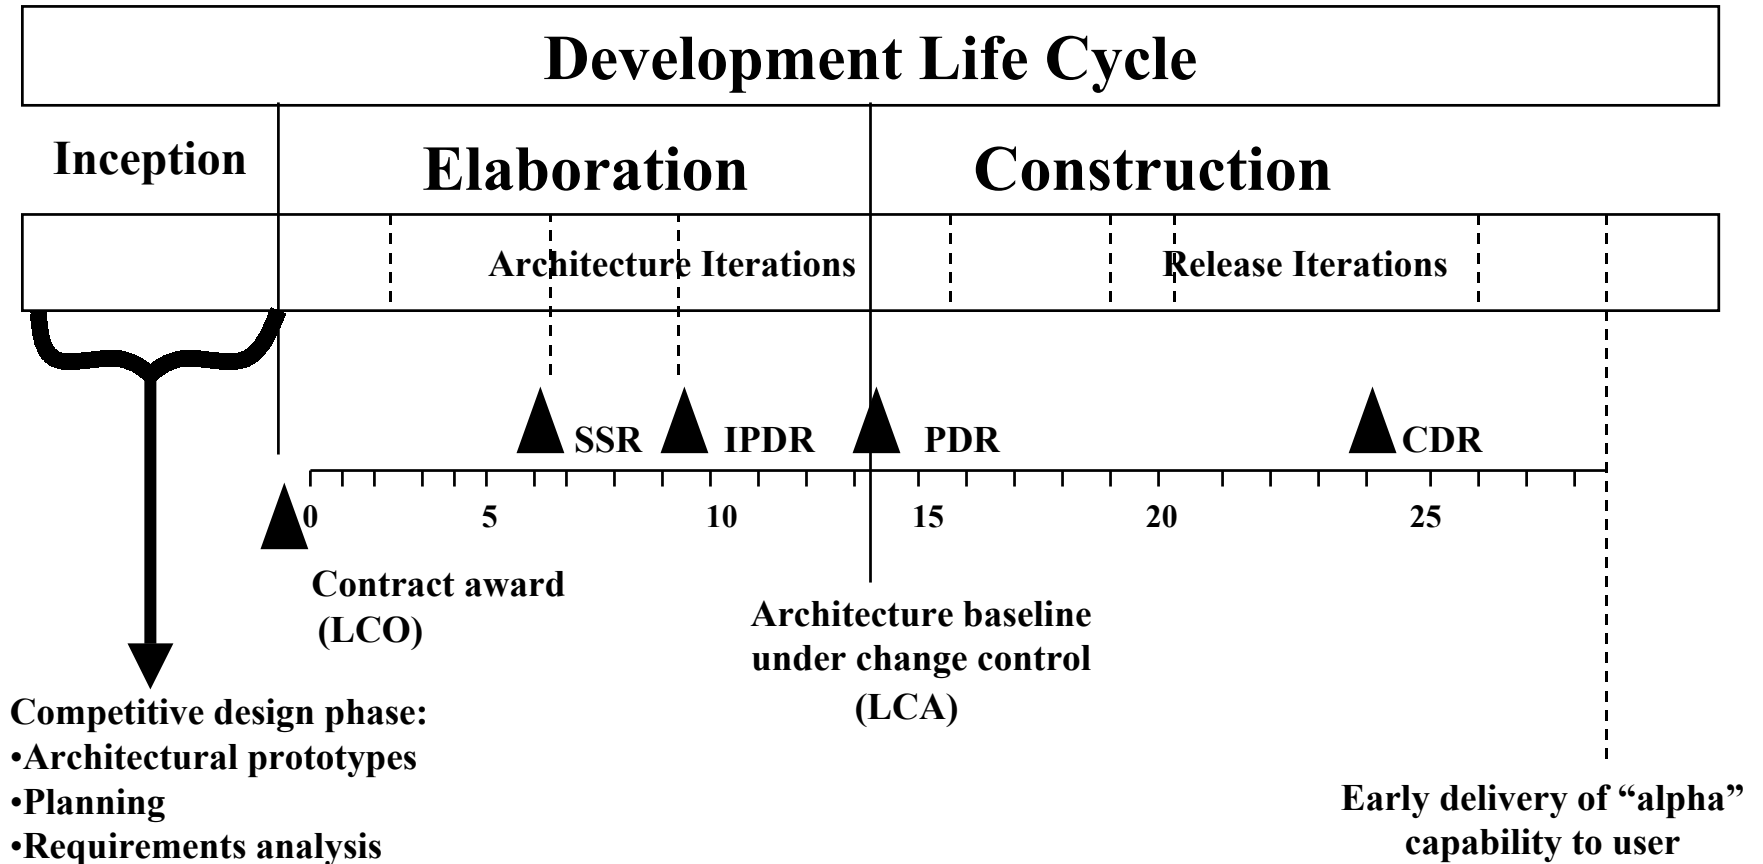 Development Life Cycle
Inception
Elaboration
Construction
Architecture Iterations
Release Iterations
SSR
IPDR
PDR
CDR
0
5
10
15
20
25
Contract award
(LCO)
Architecture baseline
under change control
(LCA)
Competitive design phase:
•Architectural prototypes
•Planning
•Requirements analysis
Early delivery of “alpha”
capability to user